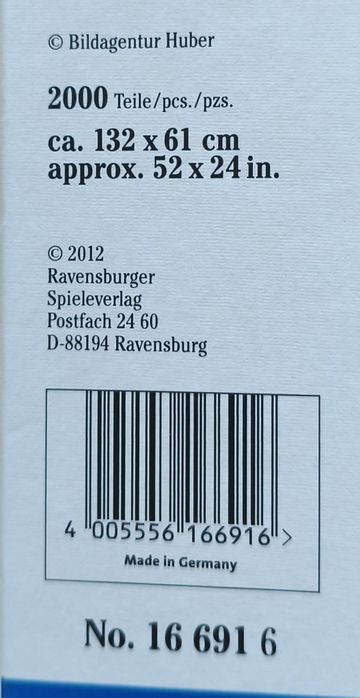 © Bildagentur Huber
2000 Teile/pcs./pzs.
ca. 132 x 61 cm
approx. 52 x 24 in.
© 2012
Ravensburger
Spieleverlag
Postfach 24 60
D-88194 Ravensburg
4 005556 166916 >
Made in Germany
No. 16 691 6